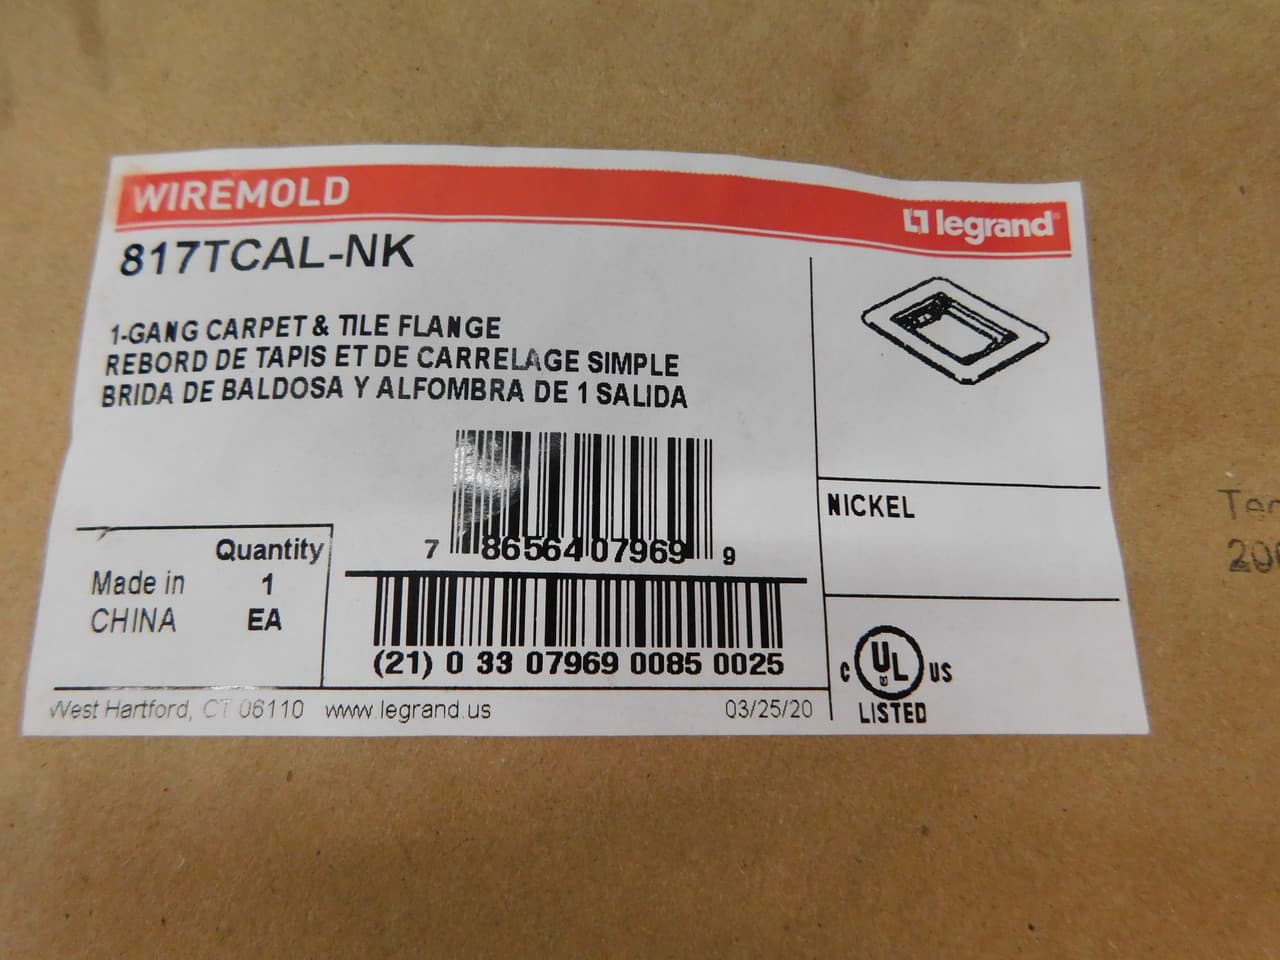 WIREMOLD
legrand
817TCAL-NK
1-GANG CARPET & TILE FLANGE
REBORD DE TAPIS ET DE CARRELAGE SIMPLE
BRIDA DE BALDOSA Y ALFOMBRA DE 1 SALIDA
7 86564 07969 9
NICKEL
Quantity
Made in 1
CHINA EA
(21) 0 33 07969 0085 0025
C UL US
LISTED
West Hartford, CT 06110 www.legrand.us 03/25/20